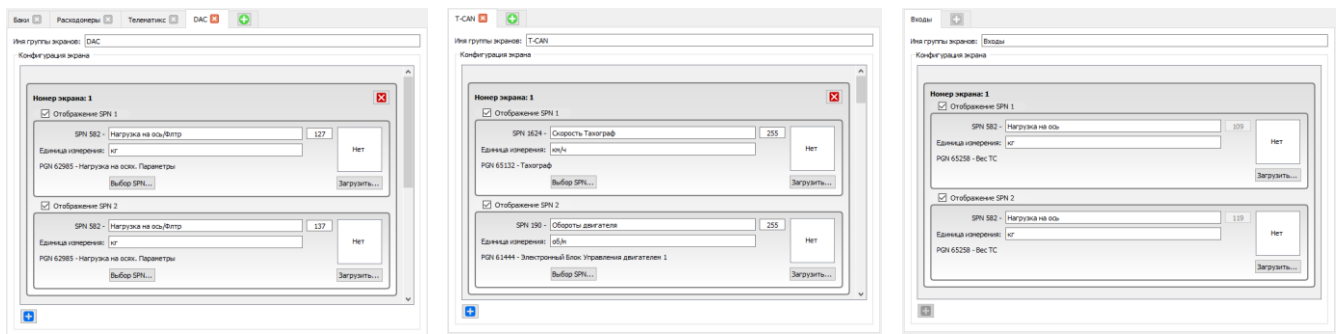 Баки
Расходомеры
Телематикс
DAC
Имя группы экранов: DAC
Конфигурация экрана
Номер экрана: 1
Отображение SPN 1
SPN 582 - Нагрузка на ось/Флтр 127
Единица измерения: кг
Нет
PGN 62985 - Нагрузка на осях. Параметры
Выбор SPN...
Загрузить...
Отображение SPN 2
SPN 582 - Нагрузка на ось/Флтр 137
Единица измерения: кг
Нет
PGN 62985 - Нагрузка на осях. Параметры
Выбор SPN...
Загрузить...
T-CAN
Имя группы экранов: T-CAN
Конфигурация экрана
Номер экрана: 1
Отображение SPN 1
SPN 1624 - Скорость Тахограф 255
Единица измерения: км/ч
Нет
PGN 65132 - Тахограф
Выбор SPN...
Загрузить...
Отображение SPN 2
SPN 190 - Обороты двигателя 255
Единица измерения: об/м
Нет
PGN 61444 - Электронный Блок Управления двигателем 1
Выбор SPN...
Загрузить...
Входы
Имя группы экранов: Входы
Конфигурация экрана
Номер экрана: 1
Отображение SPN 1
SPN 582 - Нагрузка на ось 109
Единица измерения: кг
Нет
PGN 65258 - Вес ТС
Загрузить...
Отображение SPN 2
SPN 582 - Нагрузка на ось 119
Единица измерения: кг
Нет
PGN 65258 - Вес ТС
Загрузить...